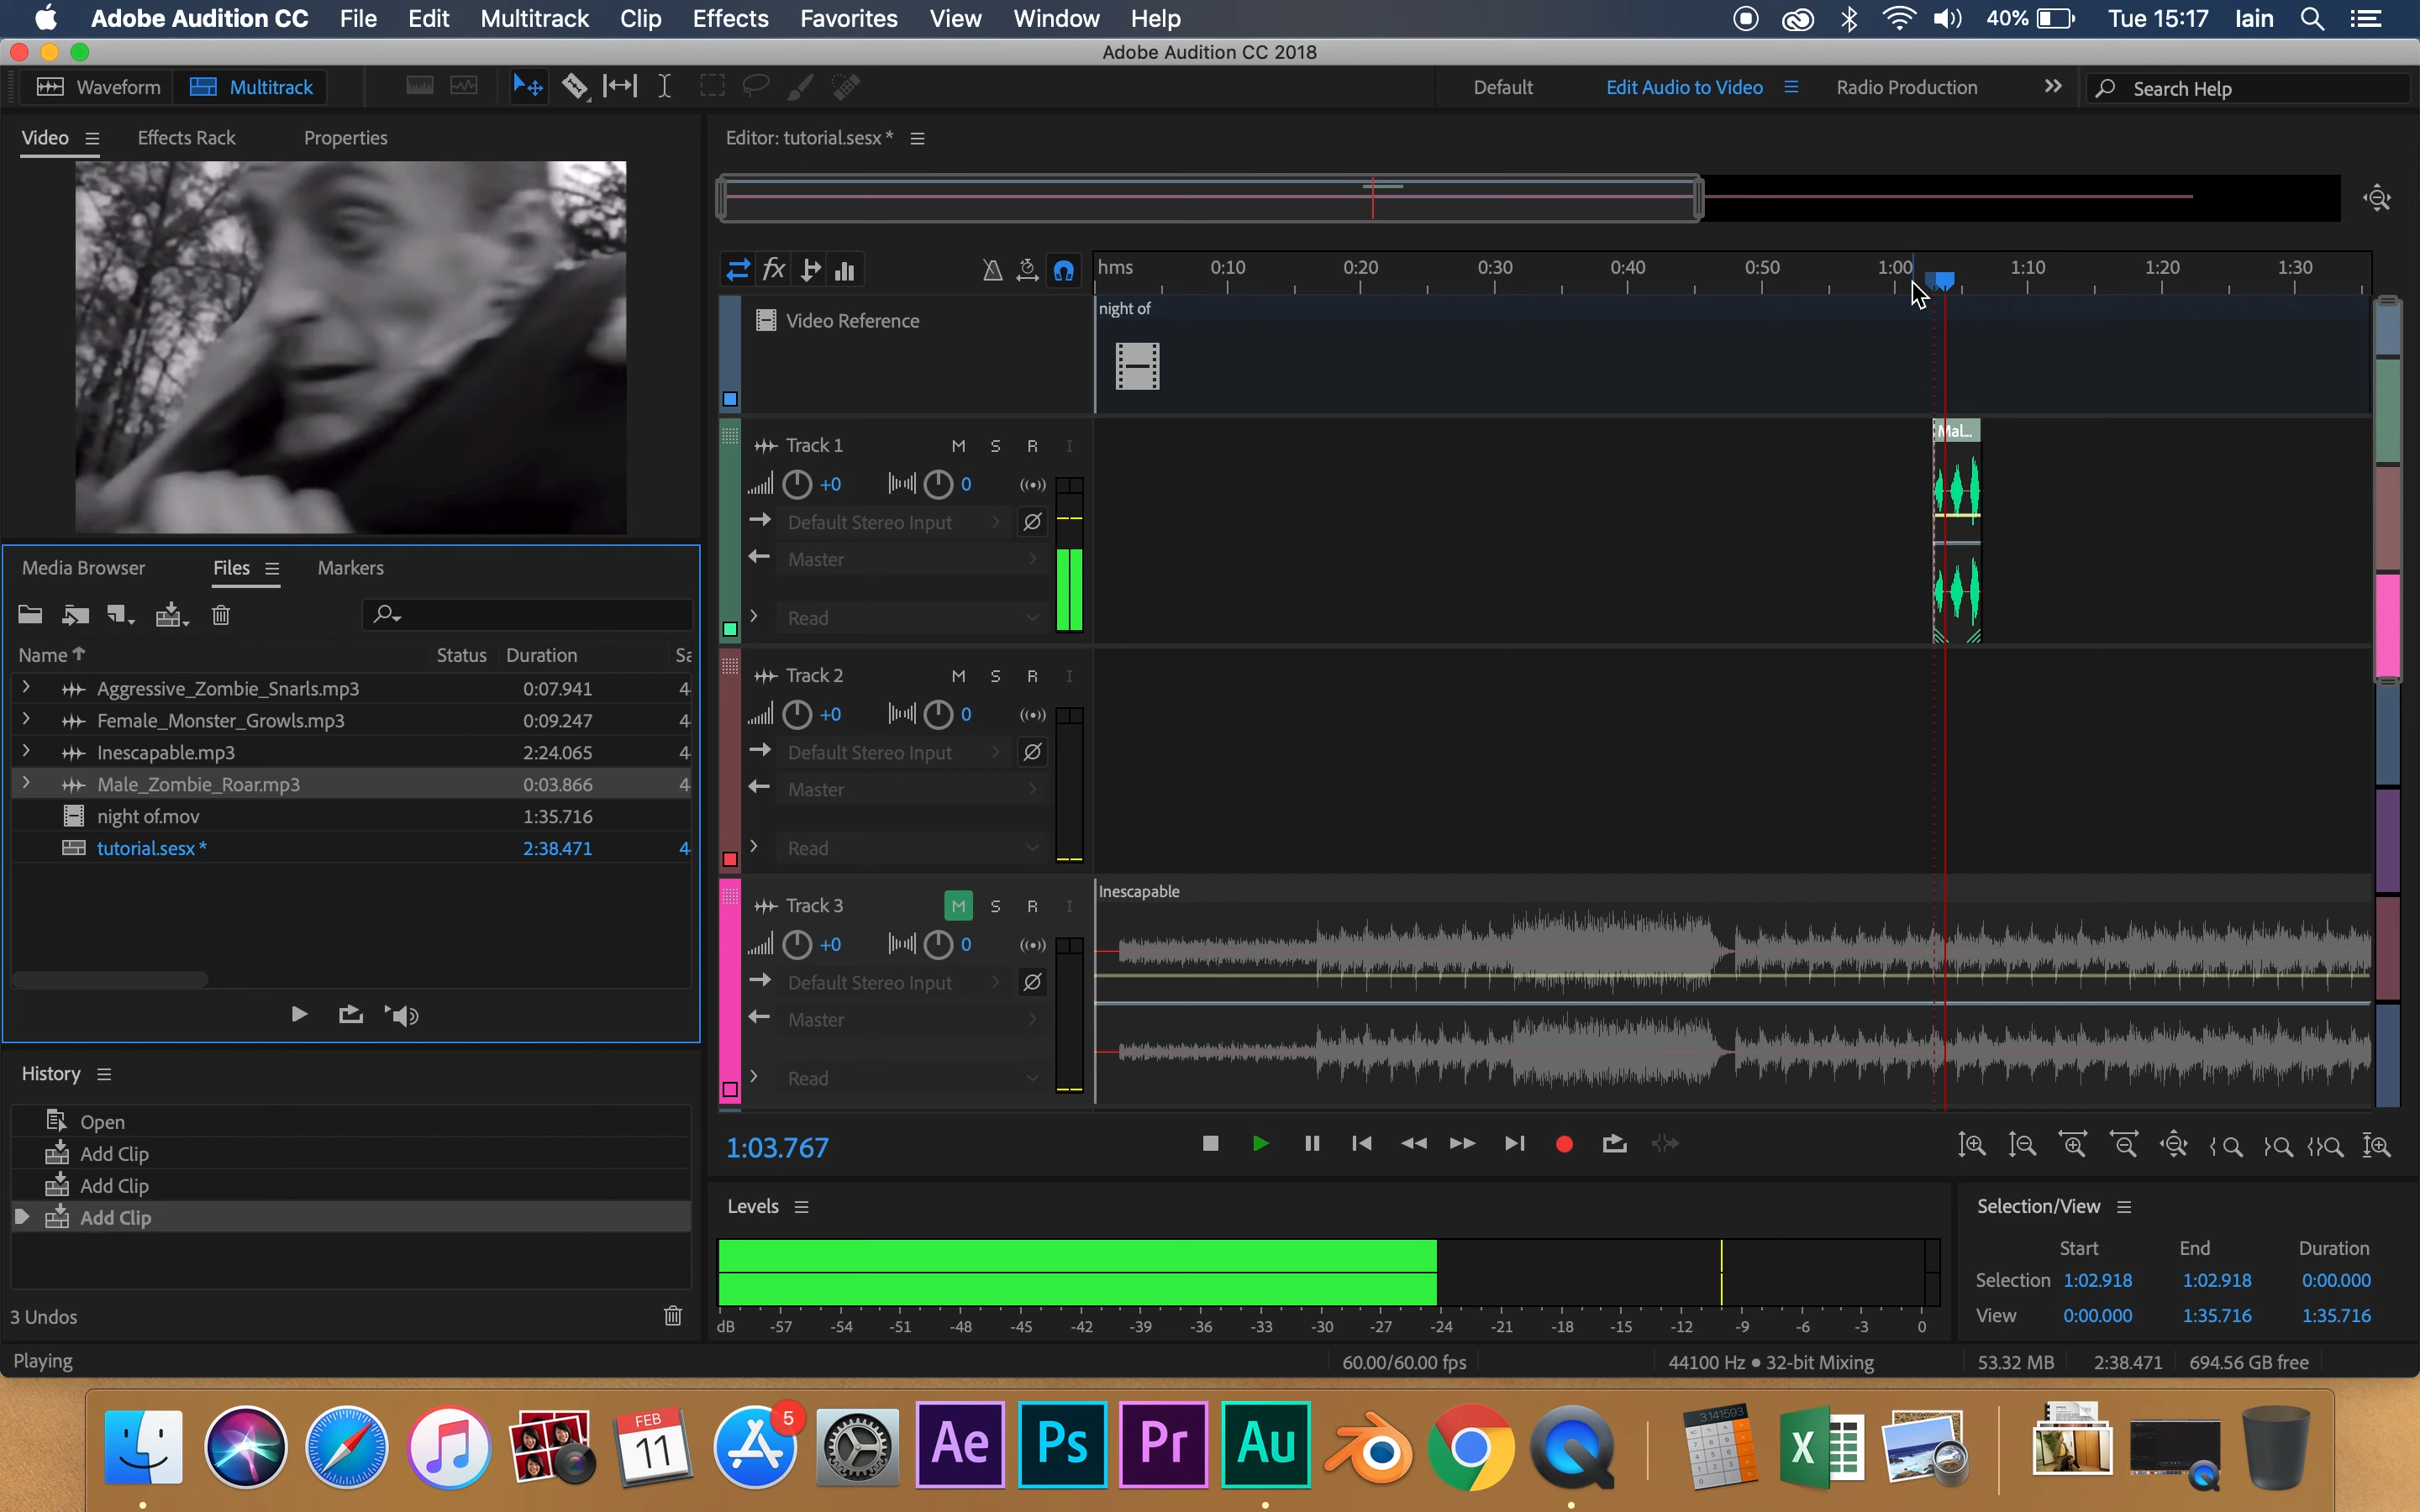 Adobe Audition CC File Edit Multitrack Clip Effects Favorites View Window Help 40% Tue 15:17 Iain
Adobe Audition CC 2018
Waveform Multitrack Default Edit Audio to Video Radio Production Search Help
Video Effects Rack Properties
Editor: tutorial.sesx *
hms 0:10 0:20 0:30 0:40 0:50 1:00 1:10 1:20 1:30
fx
Video Reference
night of
Track 1 M S R I
Mal...
+0 0
Default Stereo Input
Master
Read
Track 2 M S R I
+0 0
Default Stereo Input
Master
Read
Track 3 M S R I
Inescapable
+0 0
Default Stereo Input
Master
Read
Media Browser Files Markers
Name Status Duration Sa
Aggressive_Zombie_Snarls.mp3 0:07.941 4
Female_Monster_Growls.mp3 0:09.247 4
Inescapable.mp3 2:24.065 4
Male_Zombie_Roar.mp3 0:03.866 4
night of.mov 1:35.716
tutorial.sesx * 2:38.471 4
History
Open
Add Clip
Add Clip
Add Clip
3 Undos
1:03.767
Levels
dB -57 -54 -51 -48 -45 -42 -39 -36 -33 -30 -27 -24 -21 -18 -15 -12 -9 -6 -3 0
Selection/View
Start End Duration
Selection 1:02.918 1:02.918 0:00.000
View 0:00.000 1:35.716 1:35.716
Playing 60.00/60.00 fps 44100 Hz ● 32-bit Mixing 53.32 MB 2:38.471 694.56 GB free
FEB
11
5
Ae Ps Pr Au
3.141593
X